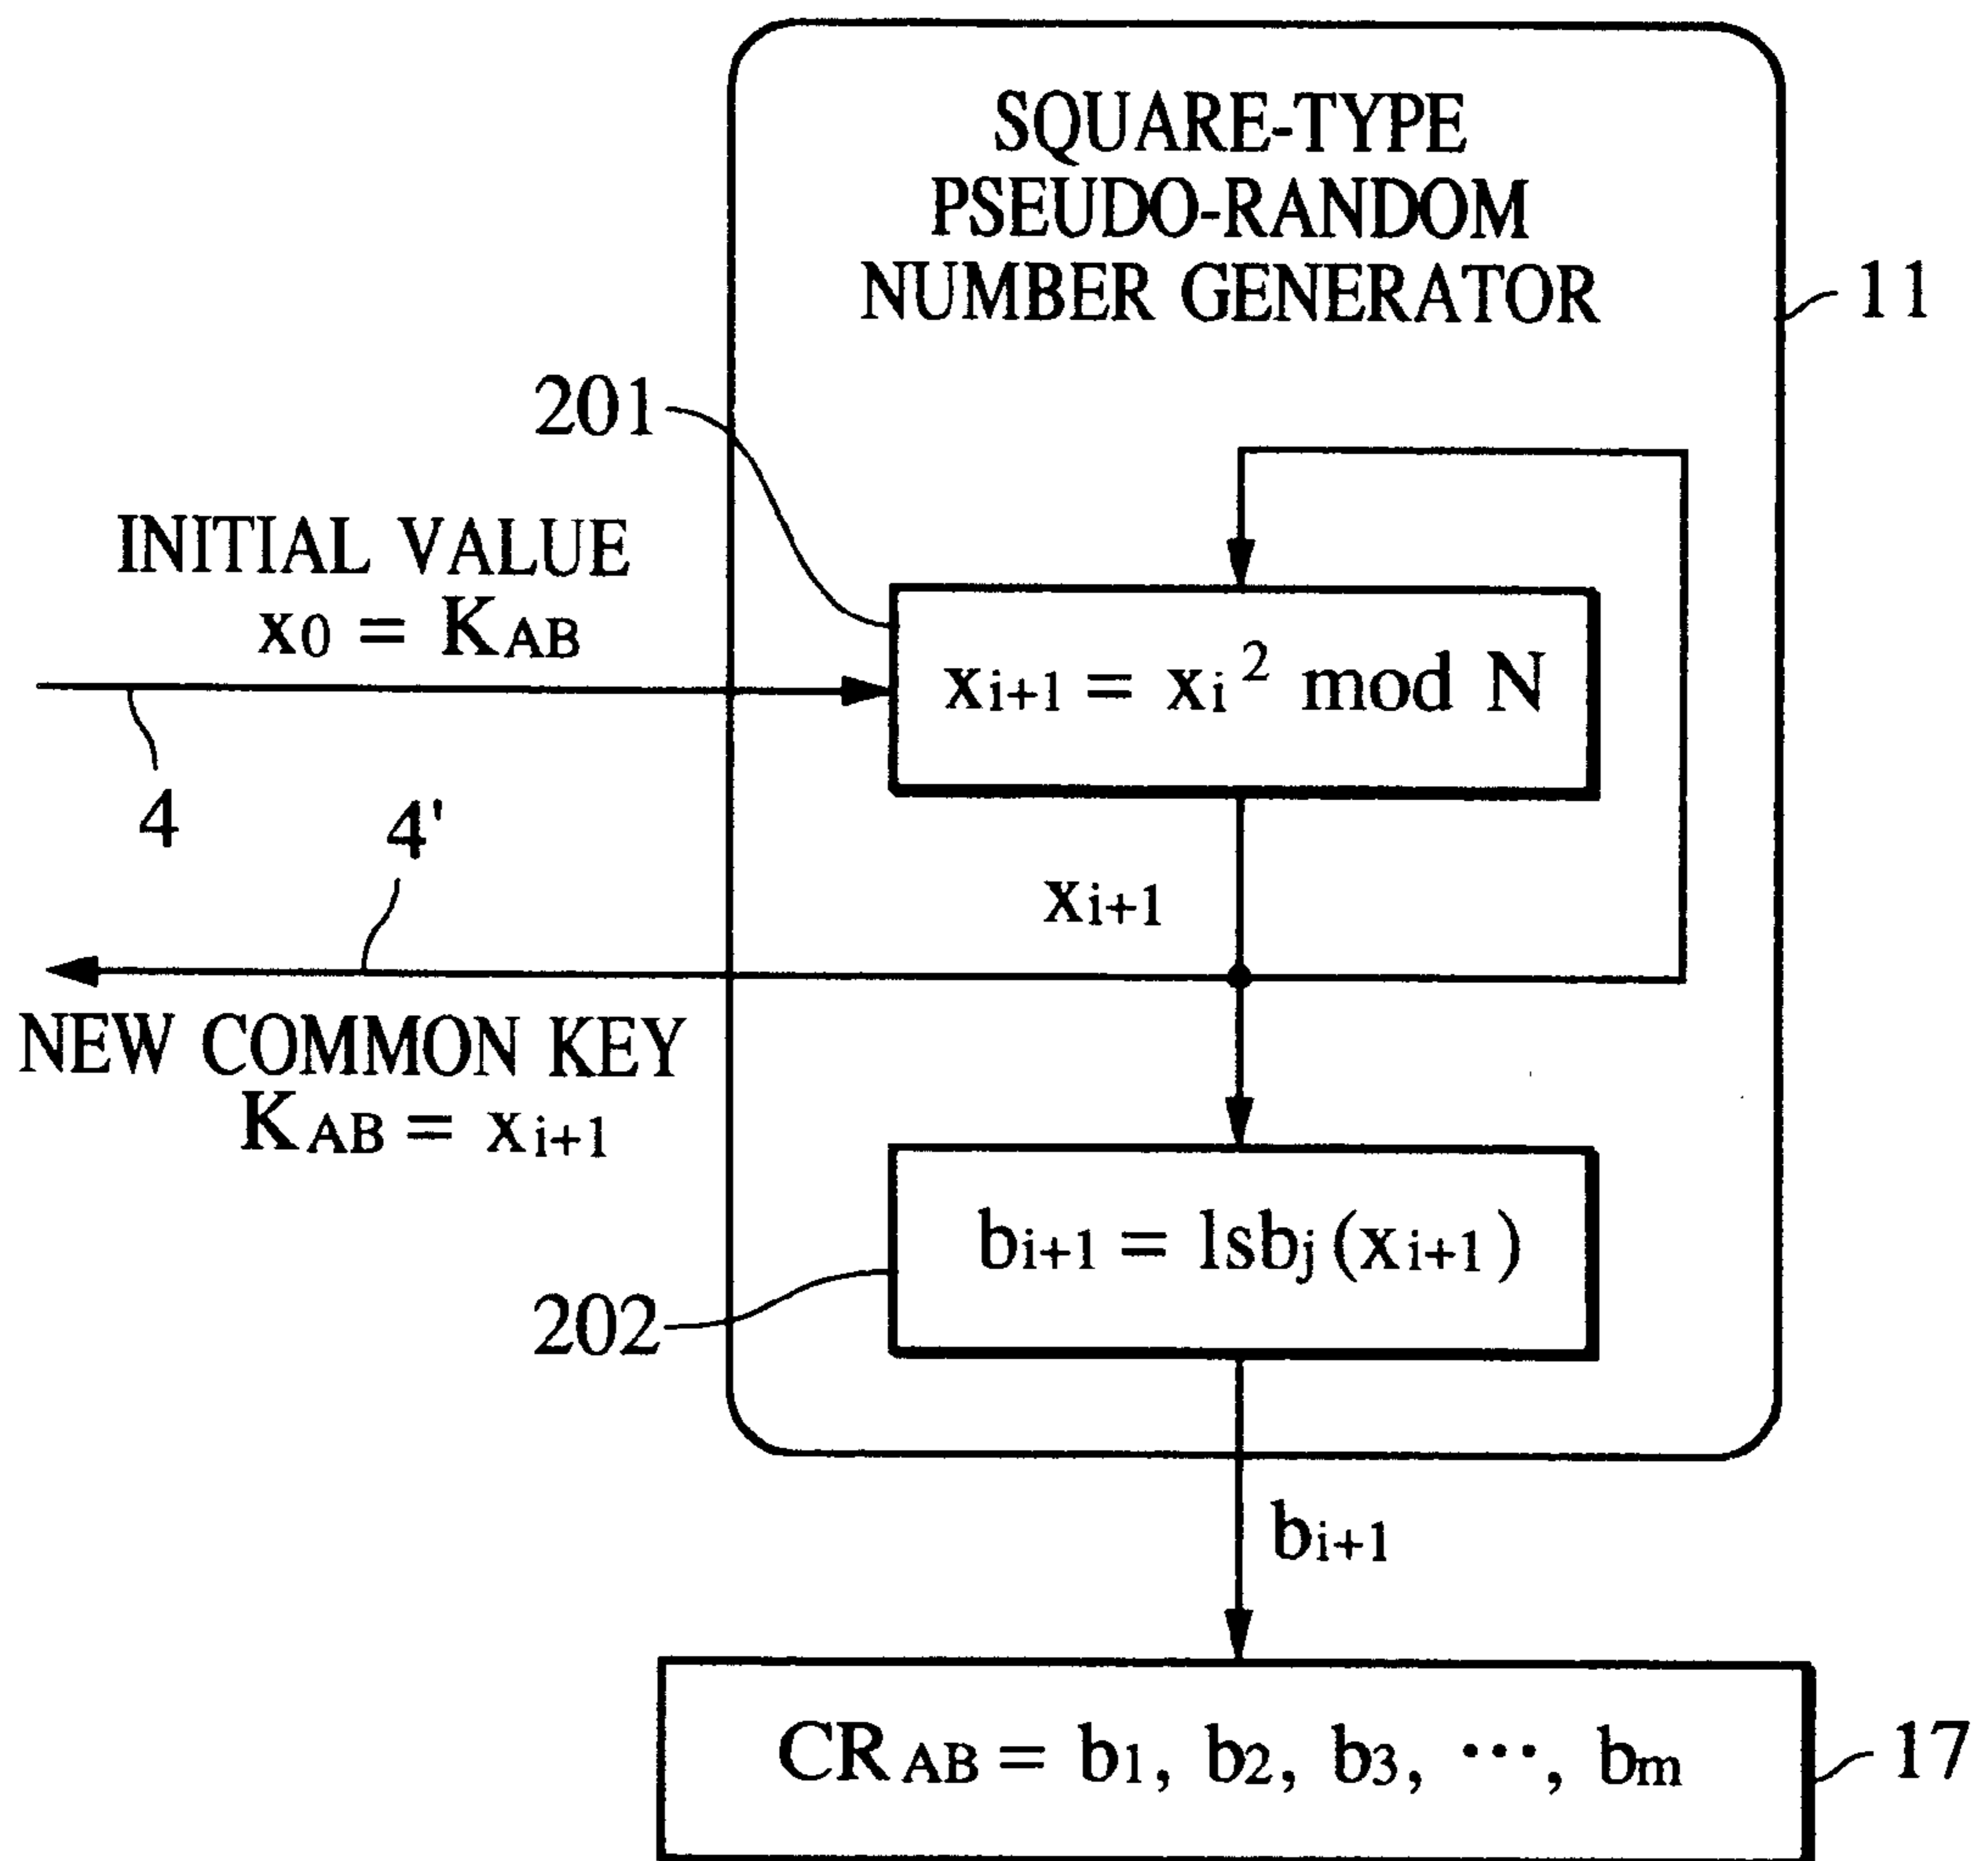 SQUARE-TYPE
PSEUDO-RANDOM
NUMBER GENERATOR
11
201
INITIAL VALUE
x0 = KAB
xi+1 = xi 2 mod N
4
4'
xi+1
NEW COMMON KEY
KAB = xi+1
bi+1 = lsbj (xi+1)
202
bi+1
CRAB = b1, b2, b3, ···, bm
17